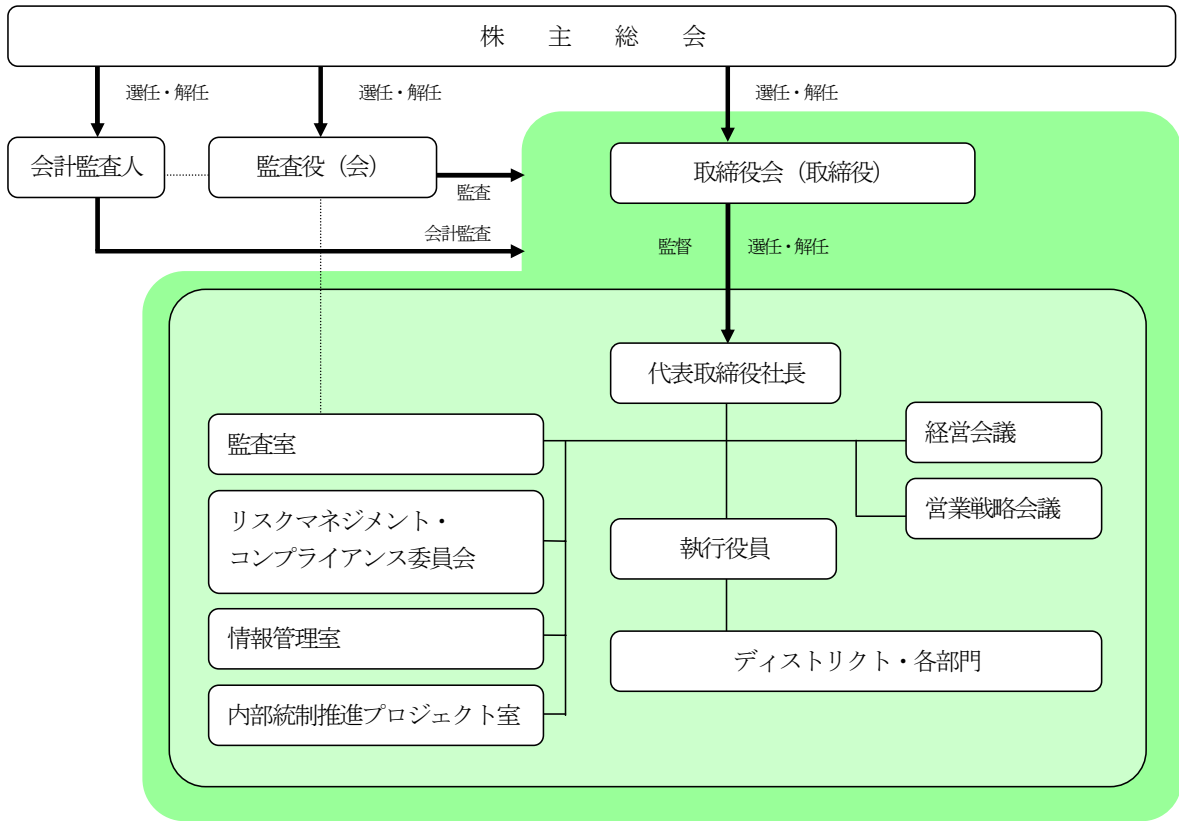 株主総会
選任・解任
選任・解任
選任・解任
会計監査人
監査役（会）
取締役会（取締役）
監査
会計監査
監督
選任・解任
代表取締役社長
監査室
経営会議
リスクマネジメント・
コンプライアンス委員会
営業戦略会議
執行役員
情報管理室
ディストリクト・各部門
内部統制推進プロジェクト室